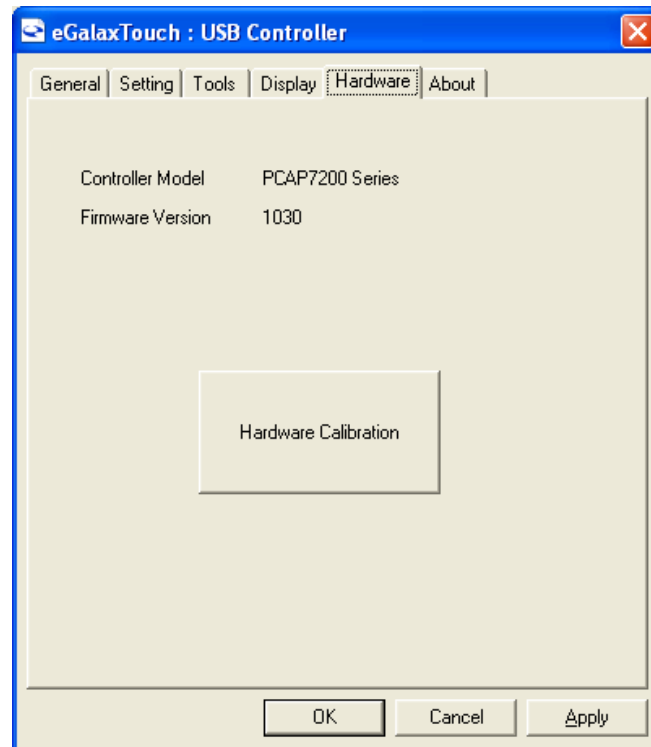 eGalaxTouch : USB Controller
General Setting Tools Display Hardware About
Controller Model PCAP7200 Series
Firmware Version 1030
Hardware Calibration
OK Cancel Apply